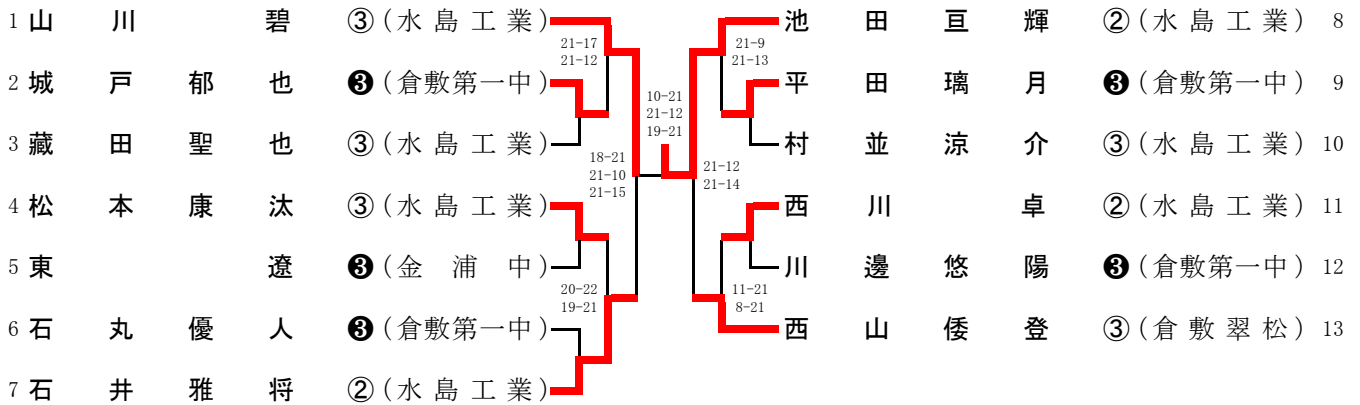 1 山川 碧 ③(水島工業)
21-17
21-12
2 城戸郁也 ❸(倉敷第一中)
3 藏田聖也 ③(水島工業)
18-21
21-10
21-15
4 松本康汰 ③(水島工業)
5 東 遼 ❸(金浦中)
20-22
19-21
6 石丸優人 ❸(倉敷第一中)
7 石井雅将 ②(水島工業)
10-21
21-12
19-21
池田亘輝 ②(水島工業) 8
21-9
21-13
平田璃月 ❸(倉敷第一中) 9
村並涼介 ③(水島工業) 10
21-12
21-14
西川 卓 ②(水島工業) 11
川邊悠陽 ❸(倉敷第一中) 12
11-21
8-21
西山倭登 ③(倉敷翠松) 13